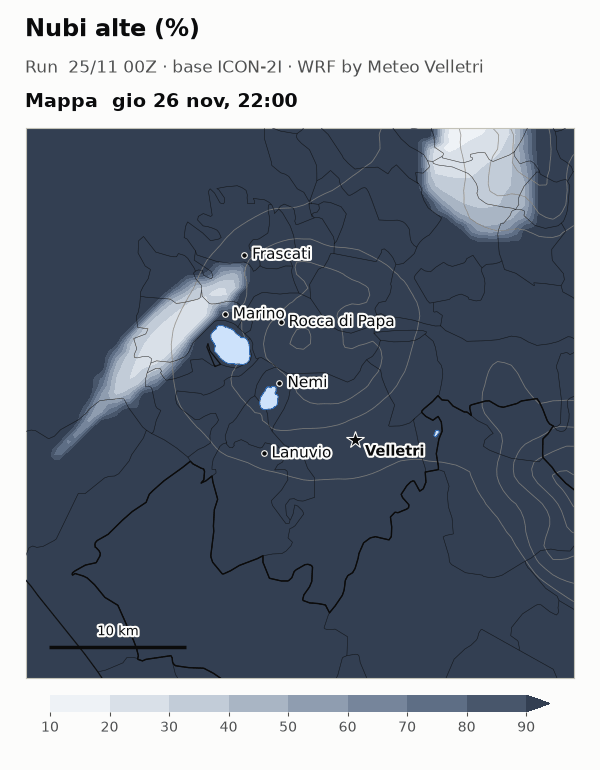 Nubi alte (%)
Run  25/11 00Z · base ICON-2I · WRF by Meteo Velletri
Mappa  gio 26 nov, 22:00
Frascati
Marino
Rocca di Papa
Nemi
Velletri
Lanuvio
10 km
10 20 30 40 50 60 70 80 90